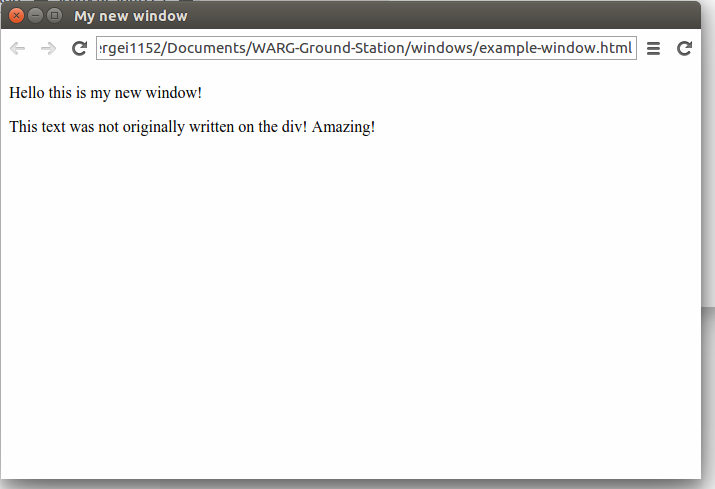 My new window
ergei1152/Documents/WARG-Ground-Station/windows/example-window.html
Hello this is my new window!
This text was not originally written on the div! Amazing!